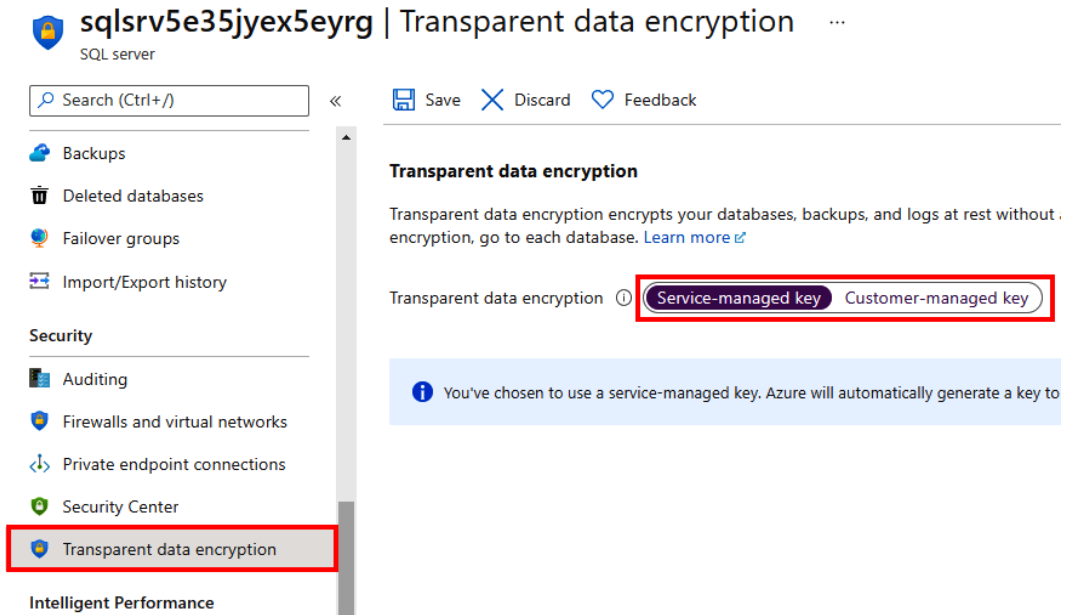 sqlsrv5e35jyex5eyrg | Transparent data encryption ...
SQL server
Search (Ctrl+/)
«
Save Discard Feedback
Backups
Deleted databases
Failover groups
Import/Export history
Security
Auditing
Firewalls and virtual networks
Private endpoint connections
Security Center
Transparent data encryption
Intelligent Performance
Transparent data encryption
Transparent data encryption encrypts your databases, backups, and logs at rest without
encryption, go to each database. Learn more
Transparent data encryption Service-managed key Customer-managed key
You've chosen to use a service-managed key. Azure will automatically generate a key to